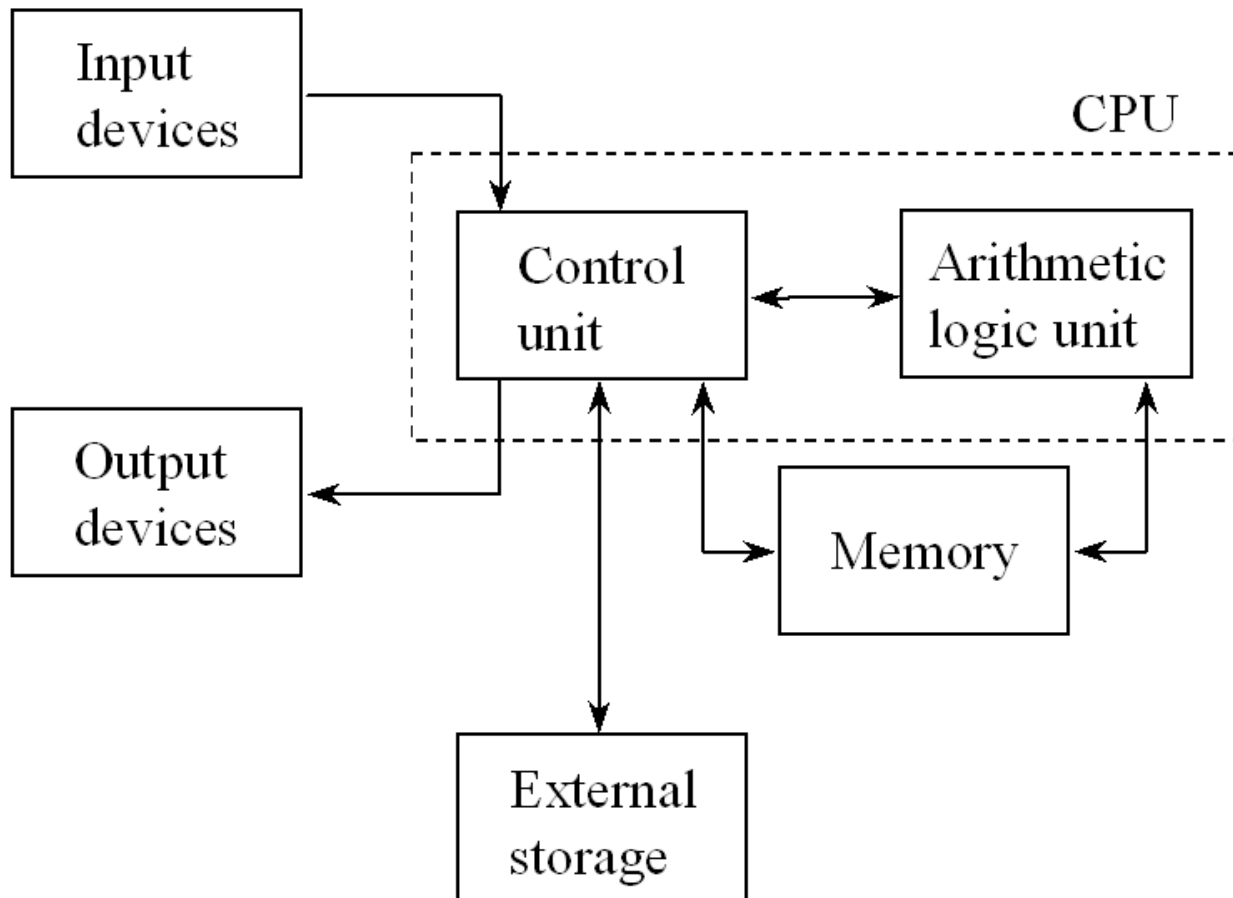 Input
devices
CPU
Control
unit
Arithmetic
logic unit
Output
devices
Memory
External
storage